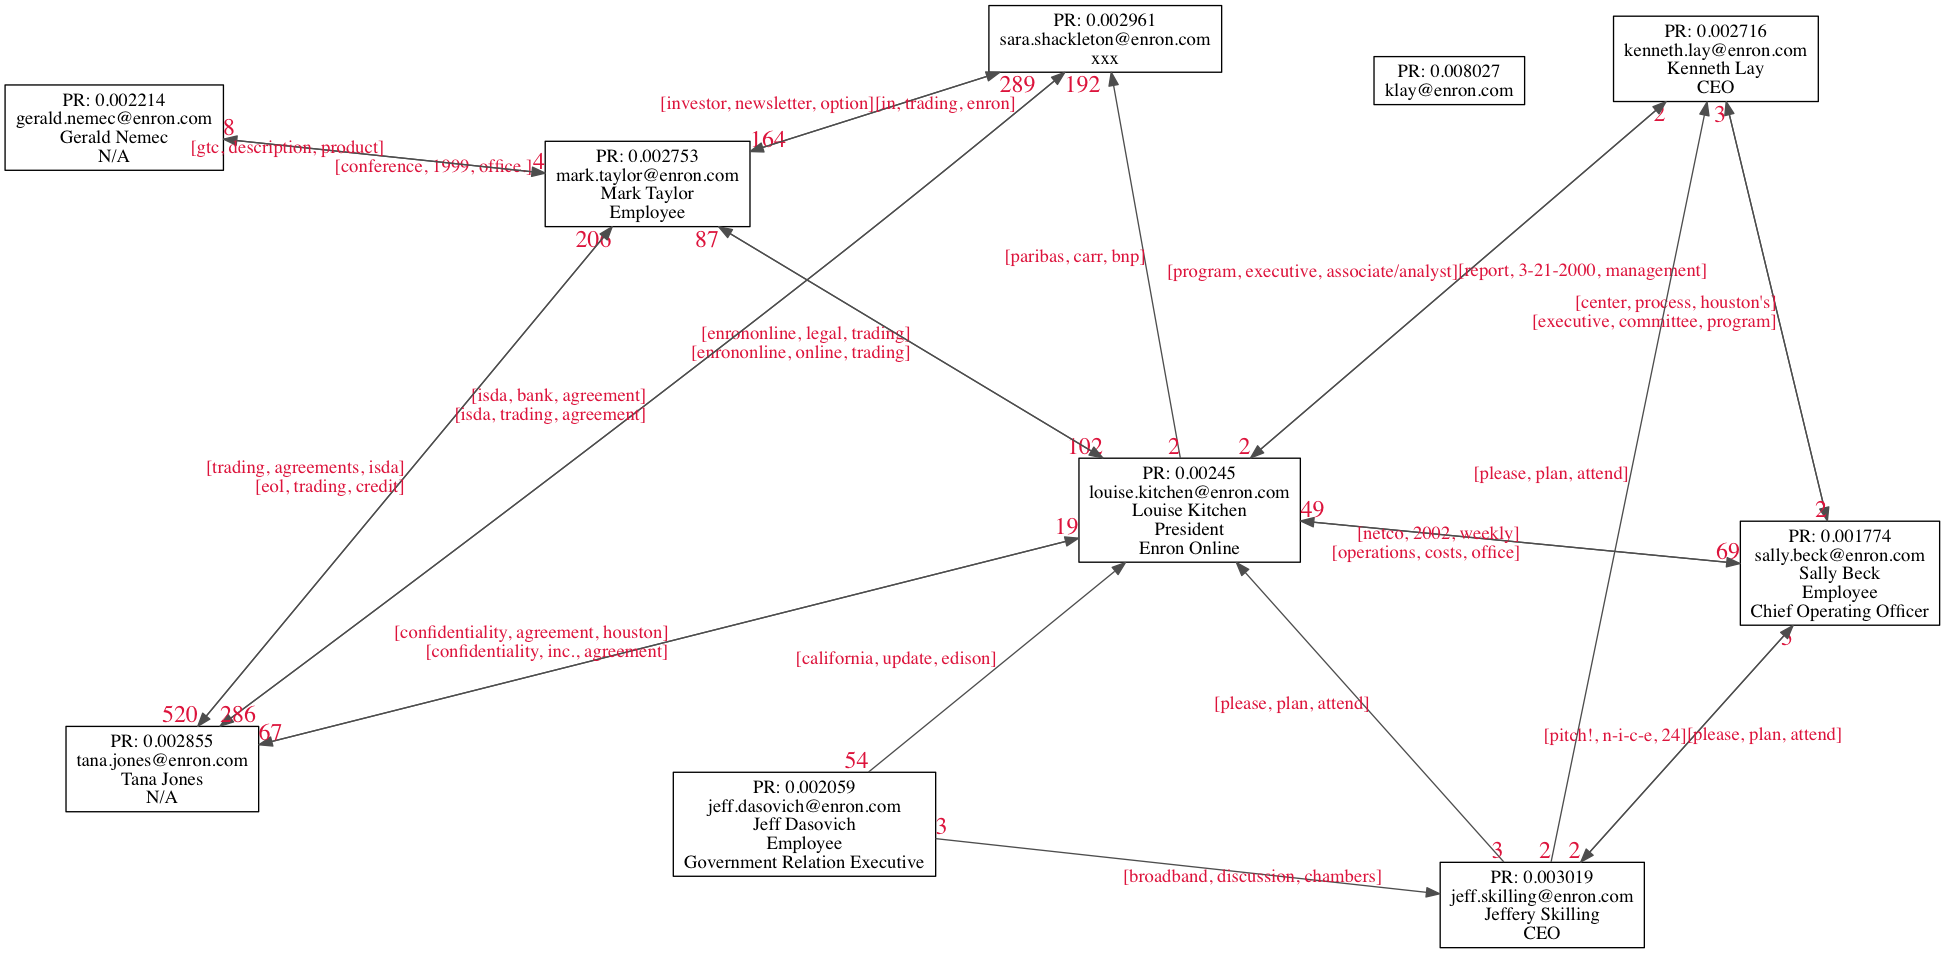 PR: 0.002961
sara.shackleton@enron.com
xxx
PR: 0.002716
kenneth.lay@enron.com
Kenneth Lay
CEO
PR: 0.008027
klay@enron.com
PR: 0.002214
gerald.nemec@enron.com
Gerald Nemec
N/A
289
192
[investor, newsletter, option]
[in, trading, enron]
2
3
8
164
[gtc, description, product]
[conference, 1999, office ]
4
PR: 0.002753
mark.taylor@enron.com
Mark Taylor
Employee
206
87
[paribas, carr, bnp]
[program, executive, associate/analyst]
[report, 3-21-2000, management]
[center, process, houston's]
[executive, committee, program]
[enrononline, legal, trading]
[enrononline, online, trading]
[isda, bank, agreement]
[isda, trading, agreement]
102
2
2
[trading, agreements, isda]
[eol, trading, credit]
[please, plan, attend]
PR: 0.00245
louise.kitchen@enron.com
Louise Kitchen
President
Enron Online
19
49
2
[netco, 2002, weekly]
[operations, costs, office]
69
PR: 0.001774
sally.beck@enron.com
Sally Beck
Employee
Chief Operating Officer
[confidentiality, agreement, houston]
[confidentiality, inc., agreement]
[california, update, edison]
[please, plan, attend]
520
286
67
[pitch!, n-i-c-e, 24]
[please, plan, attend]
PR: 0.002855
tana.jones@enron.com
Tana Jones
N/A
54
PR: 0.002059
jeff.dasovich@enron.com
Jeff Dasovich
Employee
Government Relation Executive
3
[broadband, discussion, chambers]
3
2
2
PR: 0.003019
jeff.skilling@enron.com
Jeffery Skilling
CEO